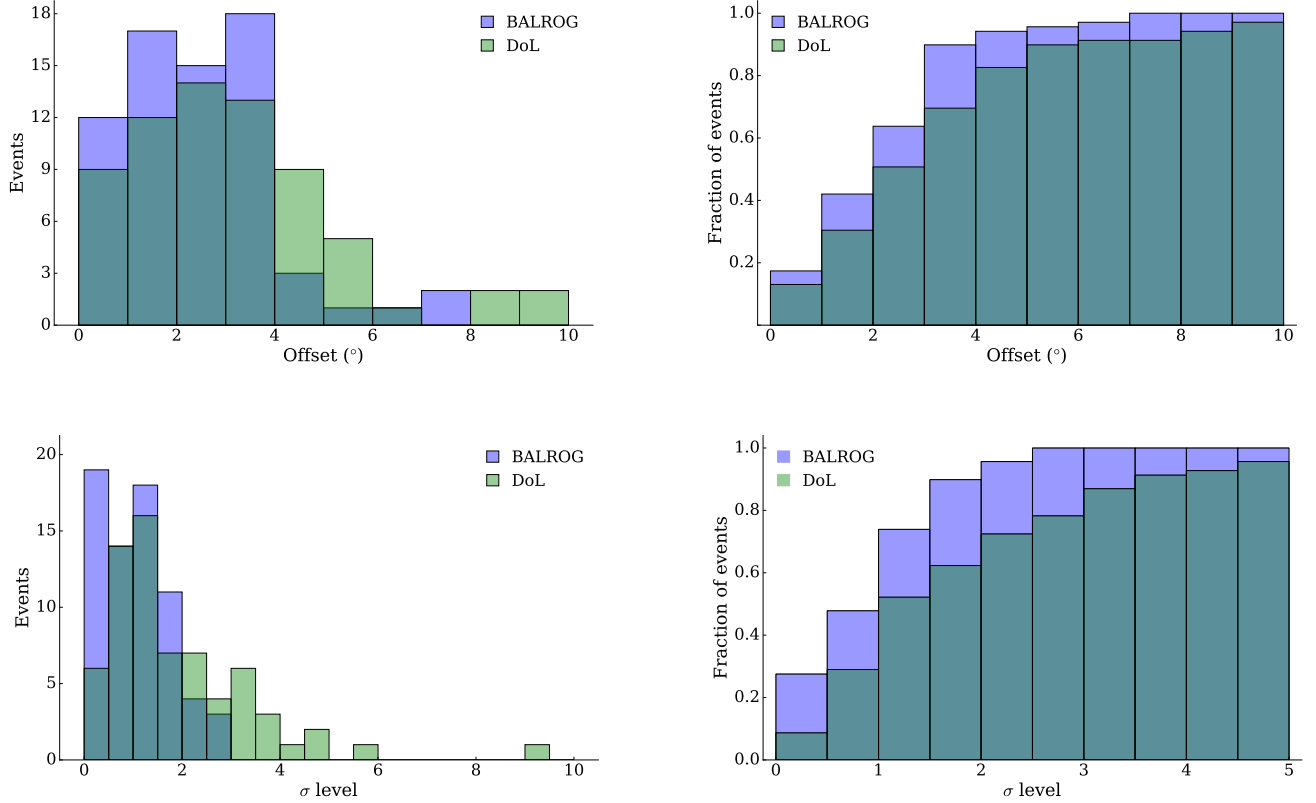 18
15
12
9
6
3
0
Events
BALROG
DoL
0 2 4 6 8 10
Offset (°)
1.0
0.8
0.6
0.4
0.2
Fraction of events
BALROG
DoL
0 2 4 6 8 10
Offset (°)
20
15
10
5
0
Events
BALROG
DoL
0 2 4 6 8 10
σ level
1.0
0.8
0.6
0.4
0.2
0.0
Fraction of events
BALROG
DoL
0 1 2 3 4 5
σ level